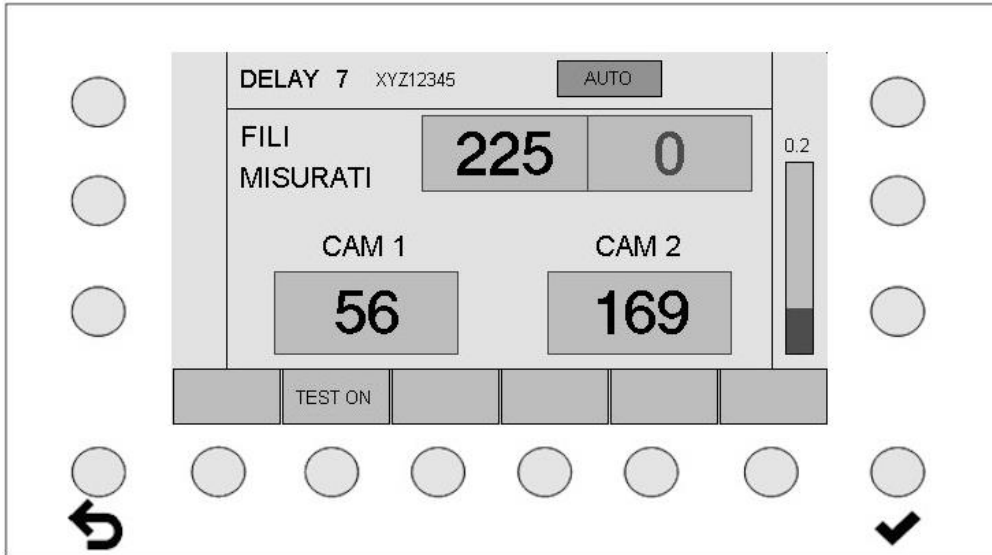 DELAY 7 XYZ12345 AUTO
FILI
MISURATI
225 0
0.2
CAM 1 CAM 2
56 169
TEST ON